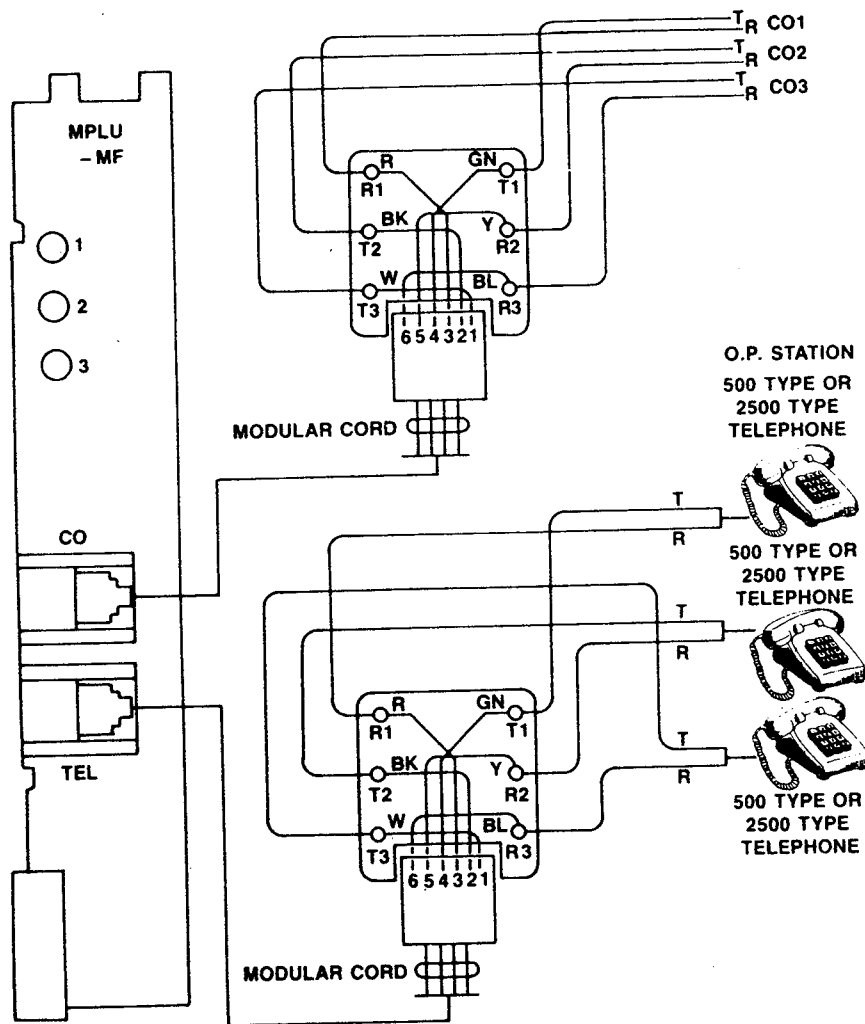 T
R CO1
T
R CO2
T
R CO3
MPLU
– MF
1
2
3
R
GN
R1
T1
BK
Y
T2
R2
W
BL
T3
R3
6 5 4 3 2 1
MODULAR CORD
O.P. STATION
500 TYPE OR
2500 TYPE
TELEPHONE
CO
T
R
500 TYPE OR
2500 TYPE
TELEPHONE
T
R
R
GN
R1
T1
BK
Y
T2
R2
W
BL
T3
R3
6 5 4 3 2 1
T
R
500 TYPE OR
2500 TYPE
TELEPHONE
TEL
MODULAR CORD